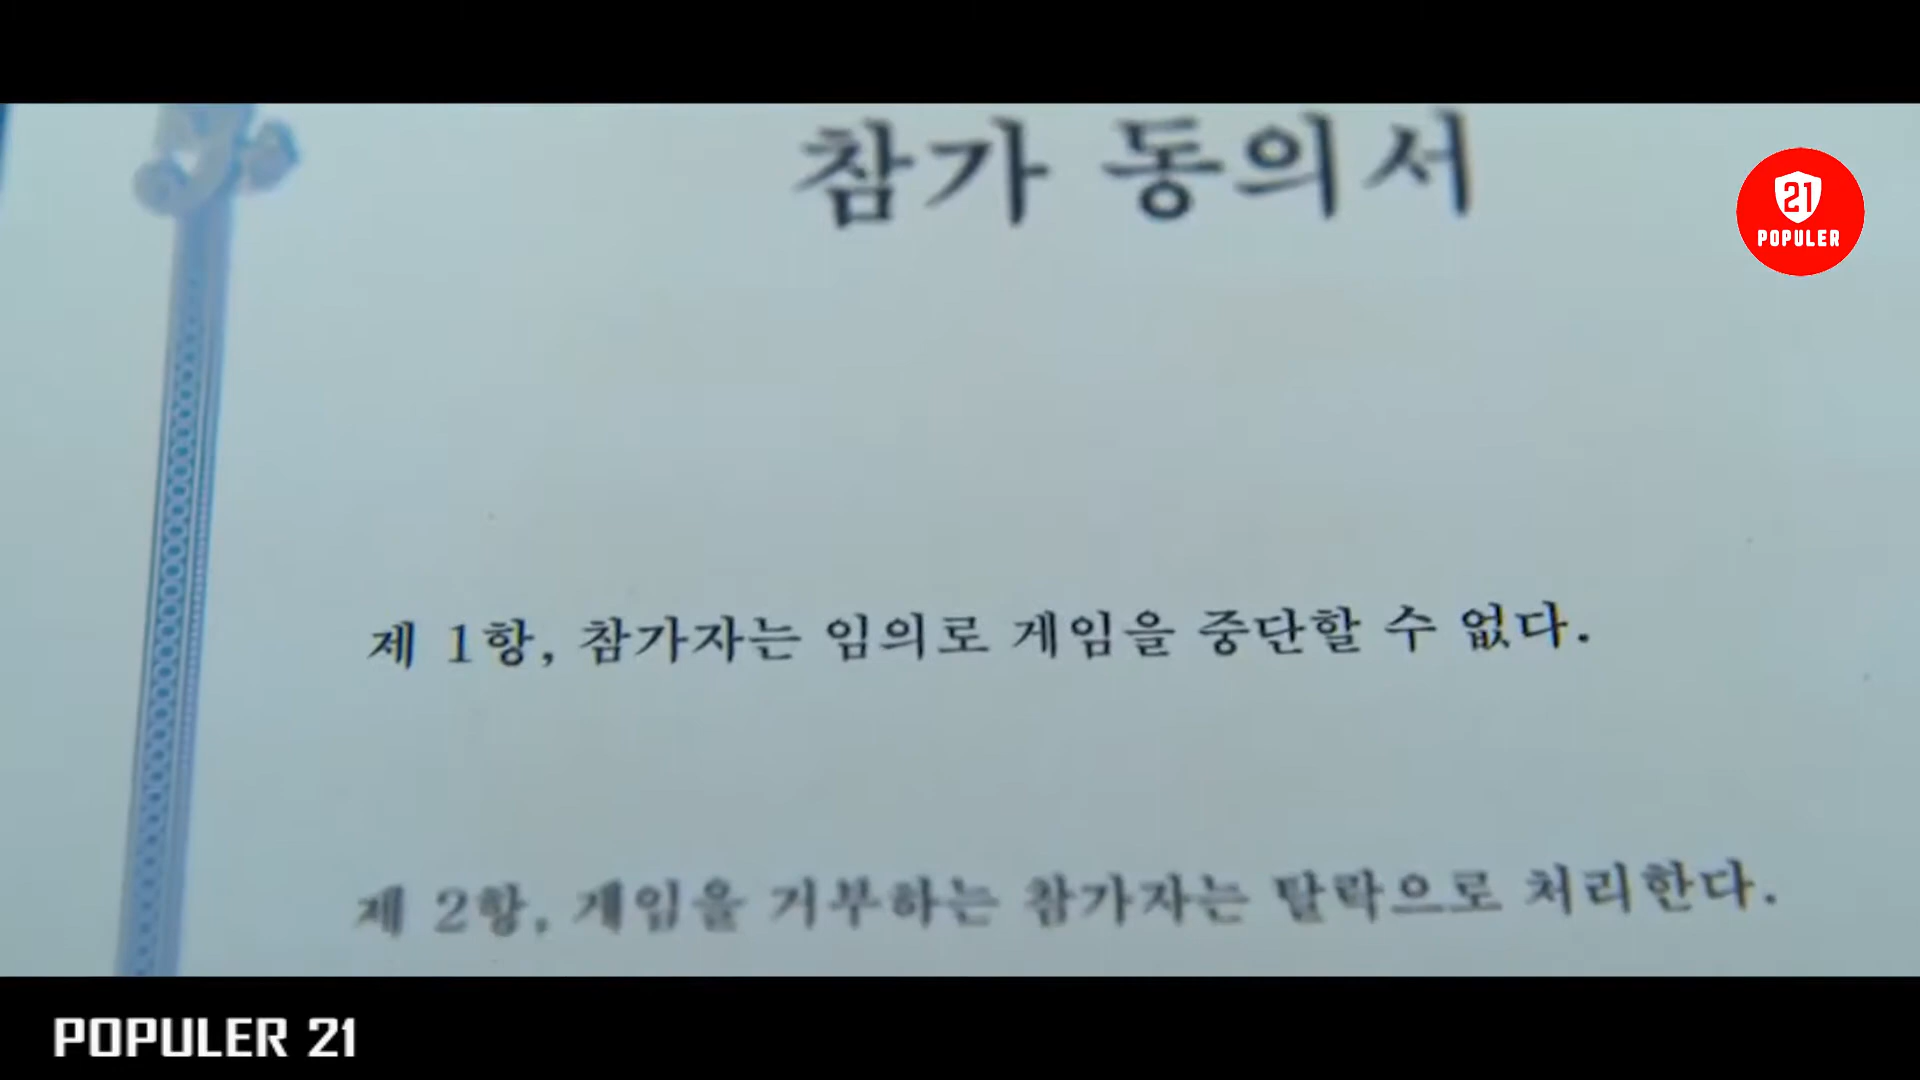 참가 동의서
21
POPULER
제 1항, 참가자는 임의로 게임을 중단할 수 없다.
제 2항, 게임을 거부하는 참가자는 탈락으로 처리한다.
POPULER 21